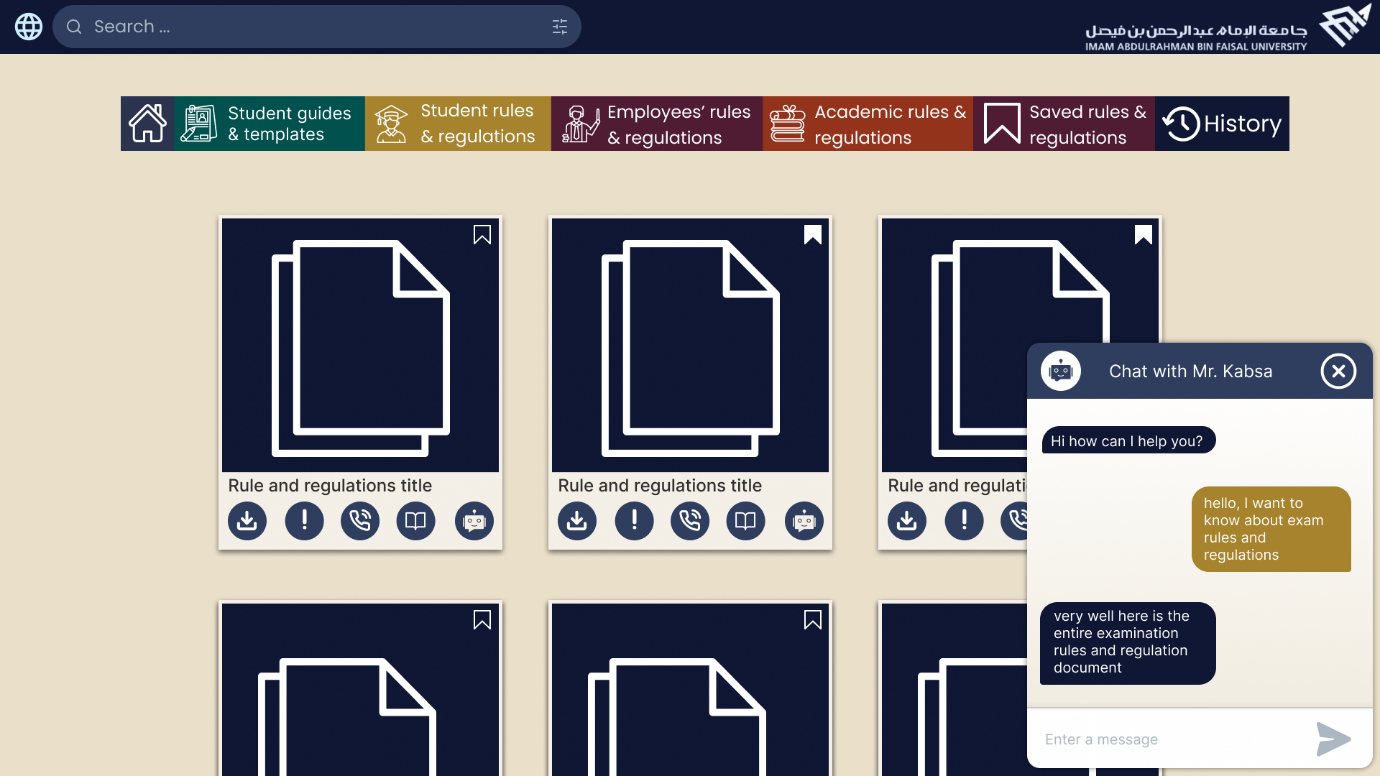 Search ...
جامعة الإمام عبدالرحمن بن فيصل
IMAM ABDULRAHMAN BIN FAISAL UNIVERSITY
Student guides
& templates
Student rules
& regulations
Employees’ rules
& regulations
Academic rules &
regulations
Saved rules &
regulations
History
Rule and regulations title
Rule and regulations title
Rule and regulati
Chat with Mr. Kabsa
Hi how can I help you?
hello, I want to
know about exam
rules and
regulations
very well here is the
entire examination
rules and regulation
document
Enter a message